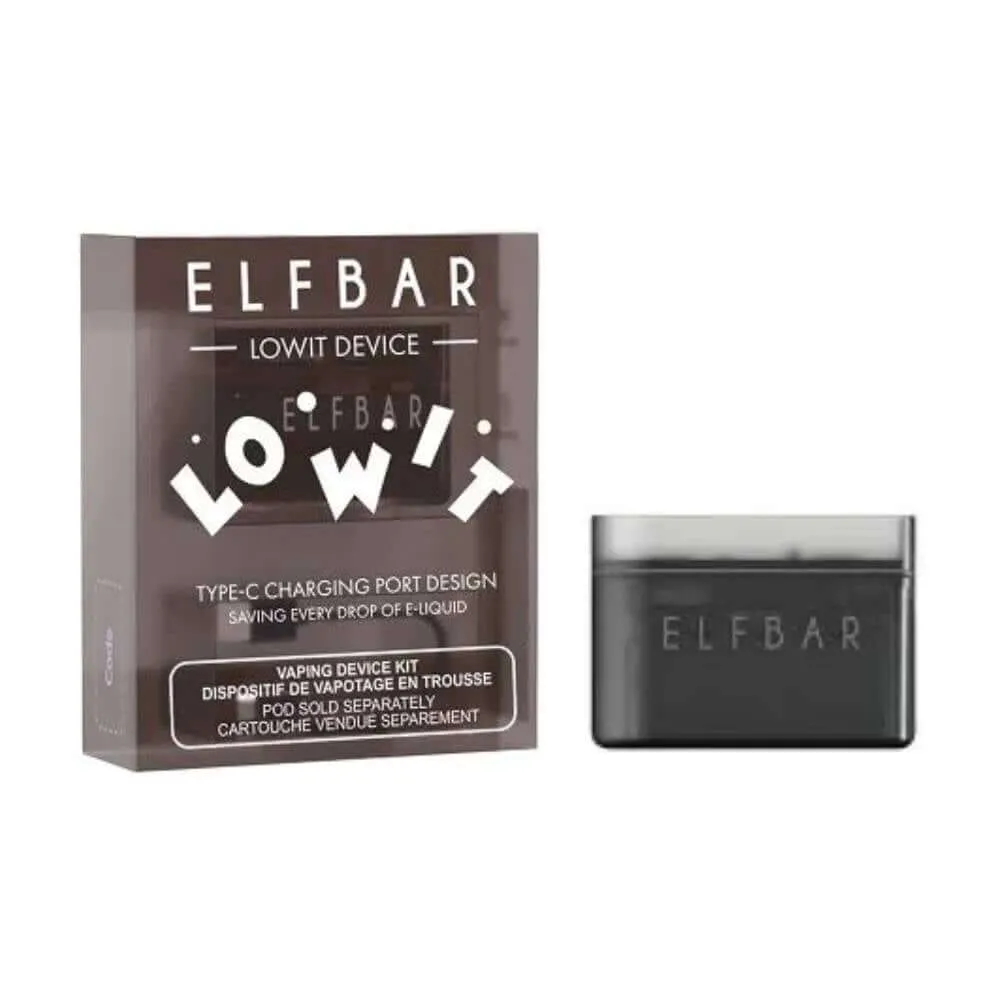 ELFBAR
LOWIT DEVICE
ELFBAR
LOWIT
TYPE-C CHARGING PORT DESIGN
SAVING EVERY DROP OF E-LIQUID
VAPING DEVICE KIT
DISPOSITIF DE VAPOTAGE EN TROUSSE
POD SOLD SEPARATELY
CARTOUCHE VENDUE SEPAREMENT
Code
ELFBAR